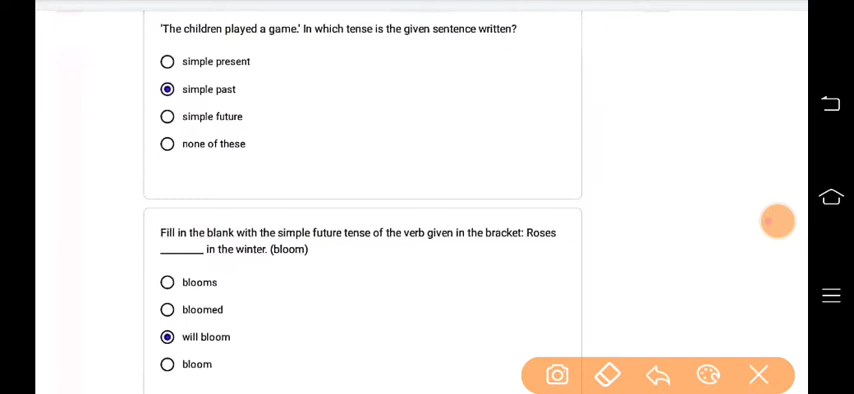 'The children played a game.' In which tense is the given sentence written?
simple present
simple past
simple future
none of these
Fill in the blank with the simple future tense of the verb given in the bracket: Roses
________ in the winter. (bloom)
blooms
bloomed
will bloom
bloom